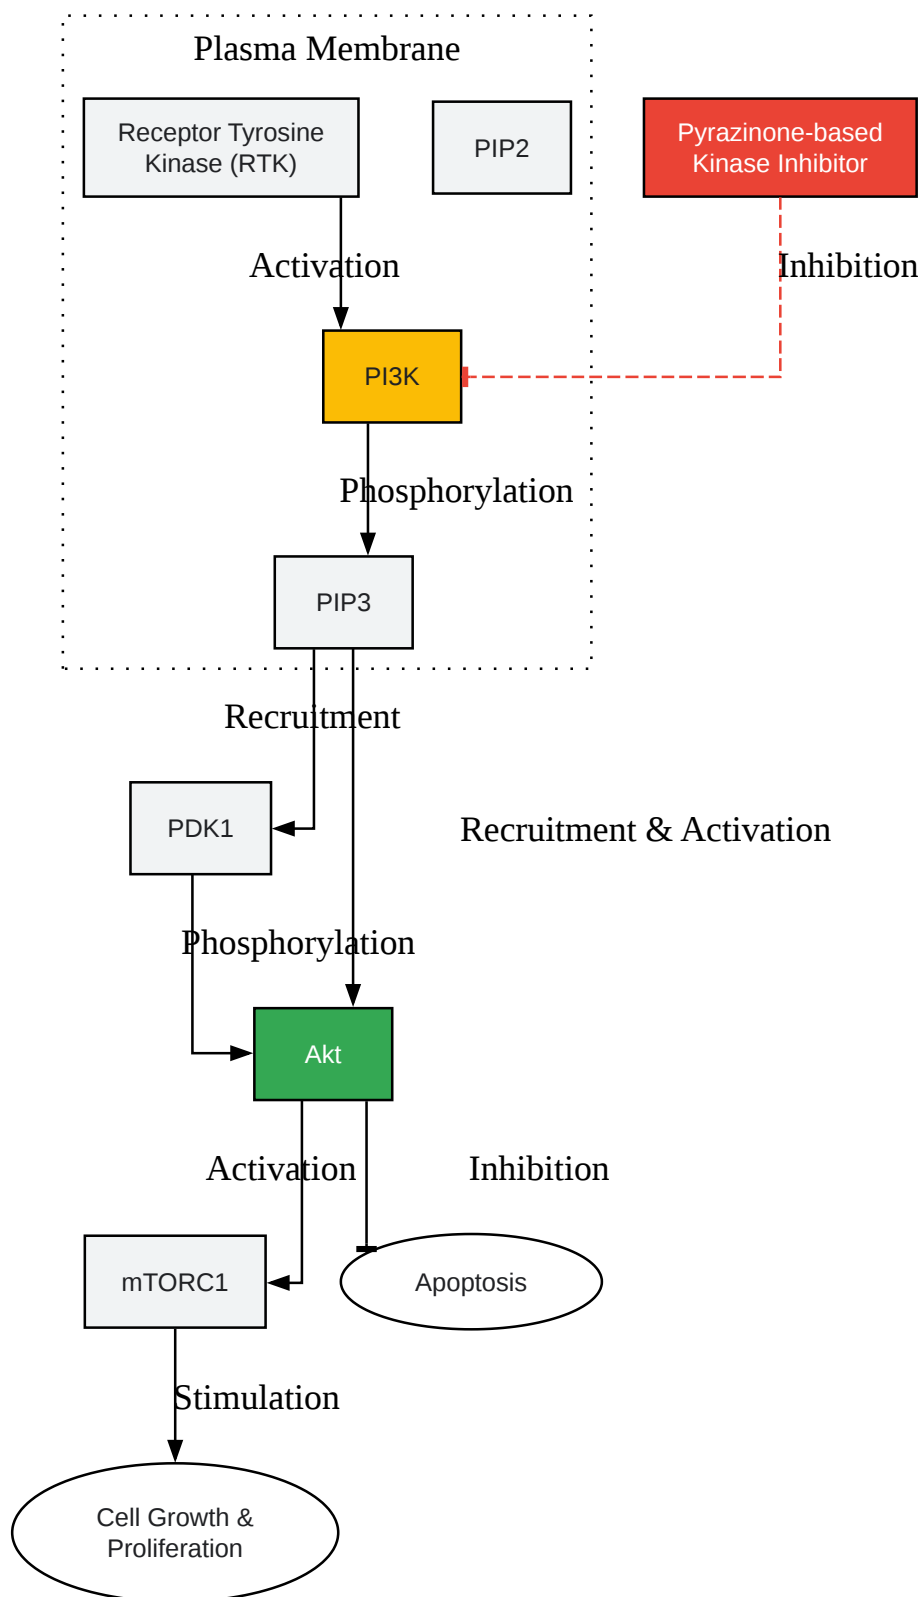 Plasma Membrane
Receptor Tyrosine
Kinase (RTK)
PIP2
Pyrazinone-based
Kinase Inhibitor
Activation
Inhibition
PI3K
Phosphorylation
PIP3
Recruitment
PDK1
Recruitment & Activation
Phosphorylation
Akt
Activation
Inhibition
mTORC1
Apoptosis
Stimulation
Cell Growth &
Proliferation